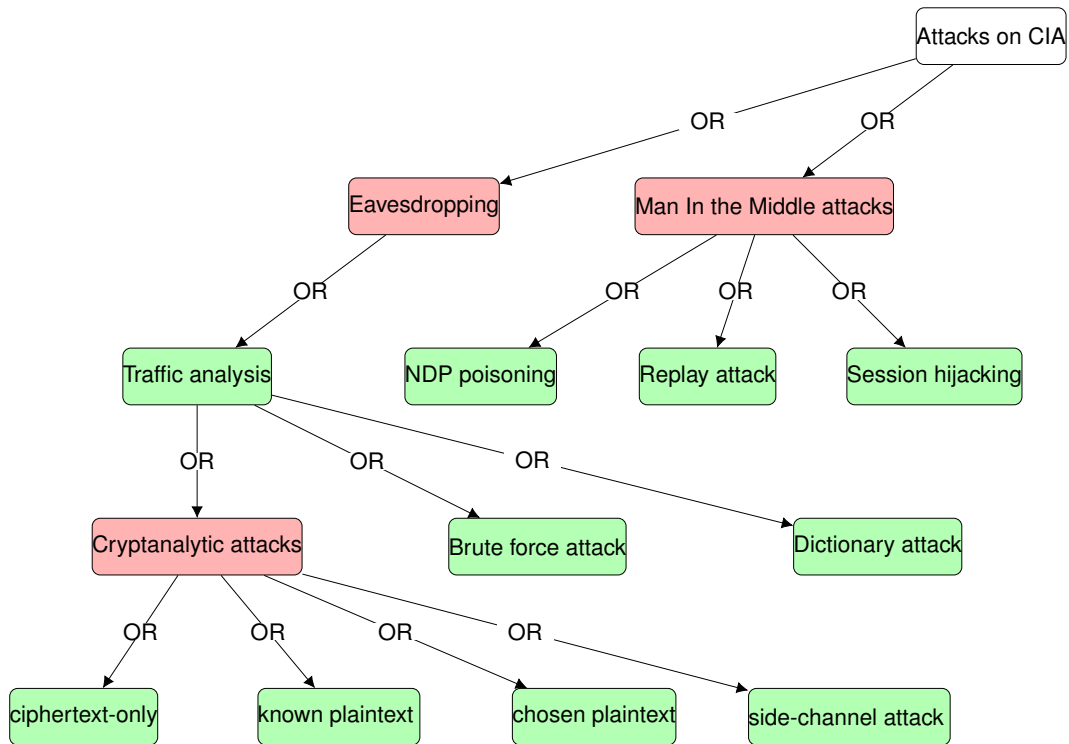 Attacks on CIA
OR
OR
Eavesdropping
Man In the Middle attacks
OR
OR
OR
OR
Traffic analysis
NDP poisoning
Replay attack
Session hijacking
OR
OR
OR
Cryptanalytic attacks
Brute force attack
Dictionary attack
OR
OR
OR
OR
ciphertext-only
known plaintext
chosen plaintext
side-channel attack